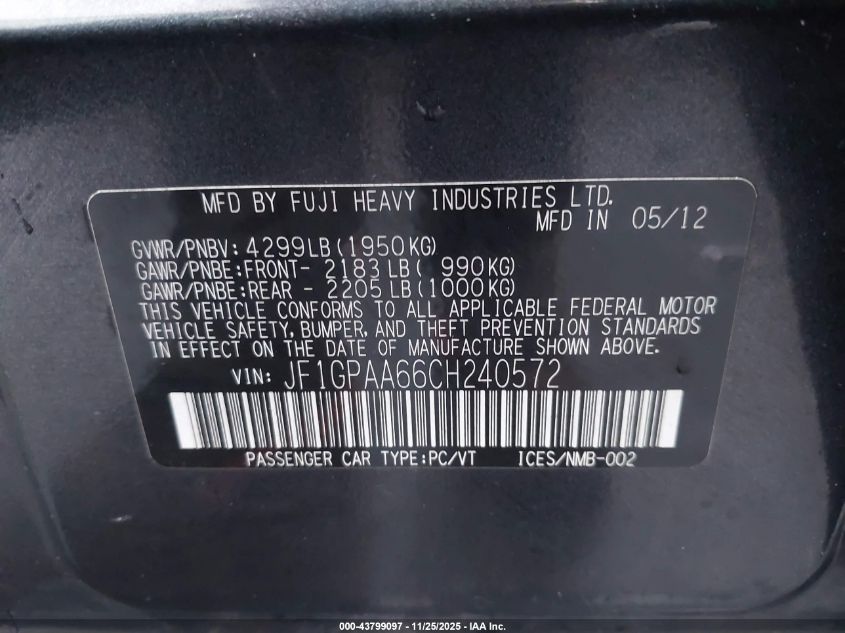 MFD BY FUJI HEAVY INDUSTRIES LTD.
MFD IN 05/12
GVWR/PNBV: 4299LB(1950KG)
GAWR/PNBE:FRONT- 2183LB( 990KG)
GAWR/PNBE:REAR - 2205LB(1000KG)
THIS VEHICLE CONFORMS TO ALL APPLICABLE FEDERAL MOTOR
VEHICLE SAFETY, BUMPER, AND THEFT PREVENTION STANDARDS
IN EFFECT ON THE DATE OF MANUFACTURE SHOWN ABOVE.
VIN: JF1GPAA66CH240572
PASSENGER CAR TYPE:PC/VT ICES/NMB-002
000-43799097 - 11/25/2025 - IAA Inc.